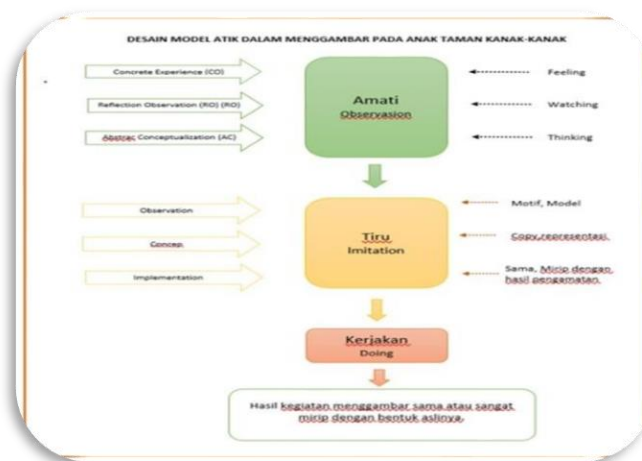 DESAIN MODEL ATIK DALAM MENGGAMBAR PADA ANAK TAMAN KANAK-KANAK
Concrete Experience (CO)
Reflection Observation (RO) (RO)
Abstrac Conceptualization (AC)
Amati
Observasion
Feeling
Watching
Thinking
Observation
Concep
Implementation
Tiru
Imitation
Motif, Model
Copy,representasi
Sama, Mirip dengan
hasil pengamatan
Kerjakan
Doing
Hasil kegiatan menggambar sama atau sangat
mirip dengan bentuk aslinya.